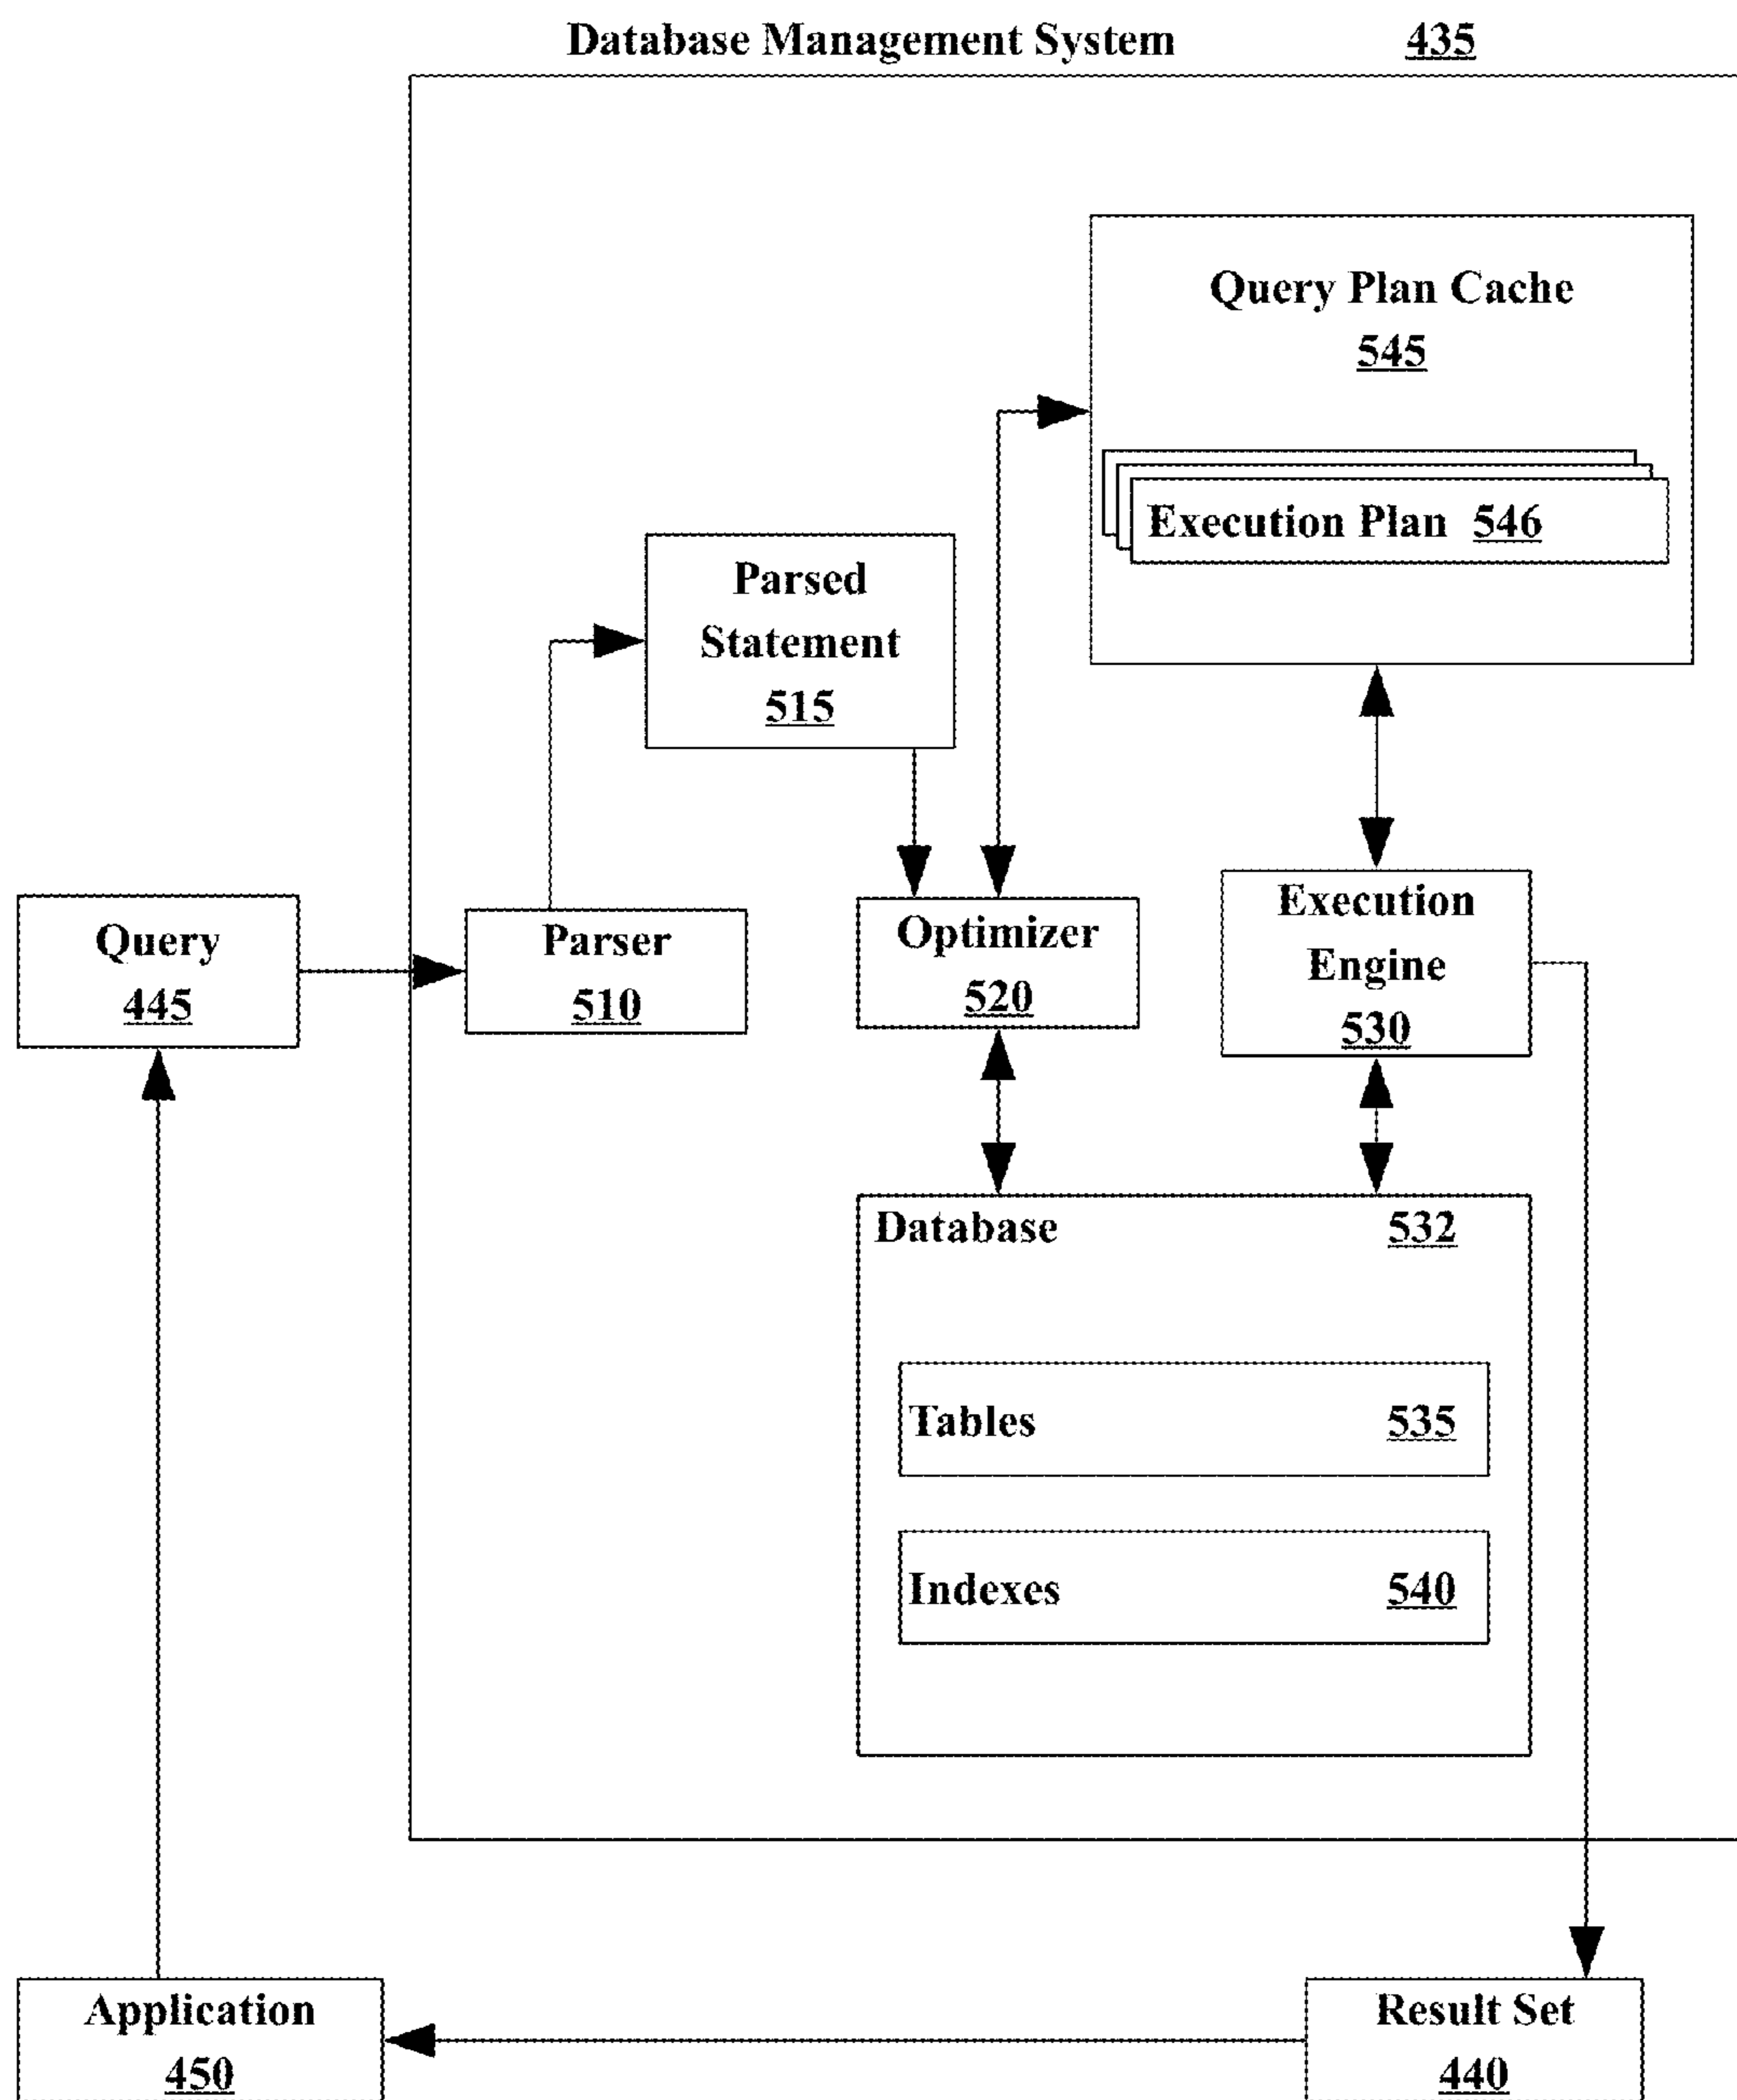 Database Management System 435
Query Plan Cache
545
Execution Plan 546
Parsed
Statement
515
Query
445
Parser
510
Optimizer
520
Execution
Engine
530
Database 532
Tables 535
Indexes 540
Application
450
Result Set
440